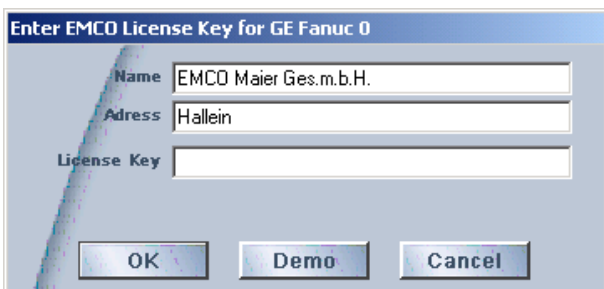 Enter EMCO License Key for GE Fanuc 0
Name EMCO Maier Ges.m.b.H.
Adress Hallein
License Key
OK Demo Cancel